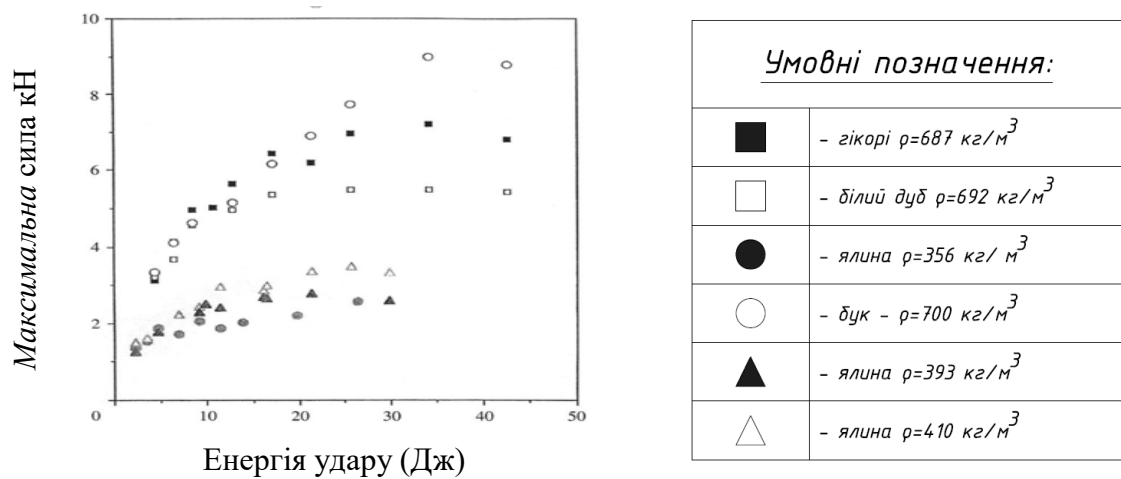 10
8
6
4
2
0
0 10 20 30 40 50
Максимальна сила кН
Енергія удару (Дж)
Умовні позначення:
- гікорі ρ=687 кг/м³
- білий дуб ρ=692 кг/м³
- ялина ρ=356 кг/ м³
- бук - ρ=700 кг/м³
- ялина ρ=393 кг/м³
- ялина ρ=410 кг/м³